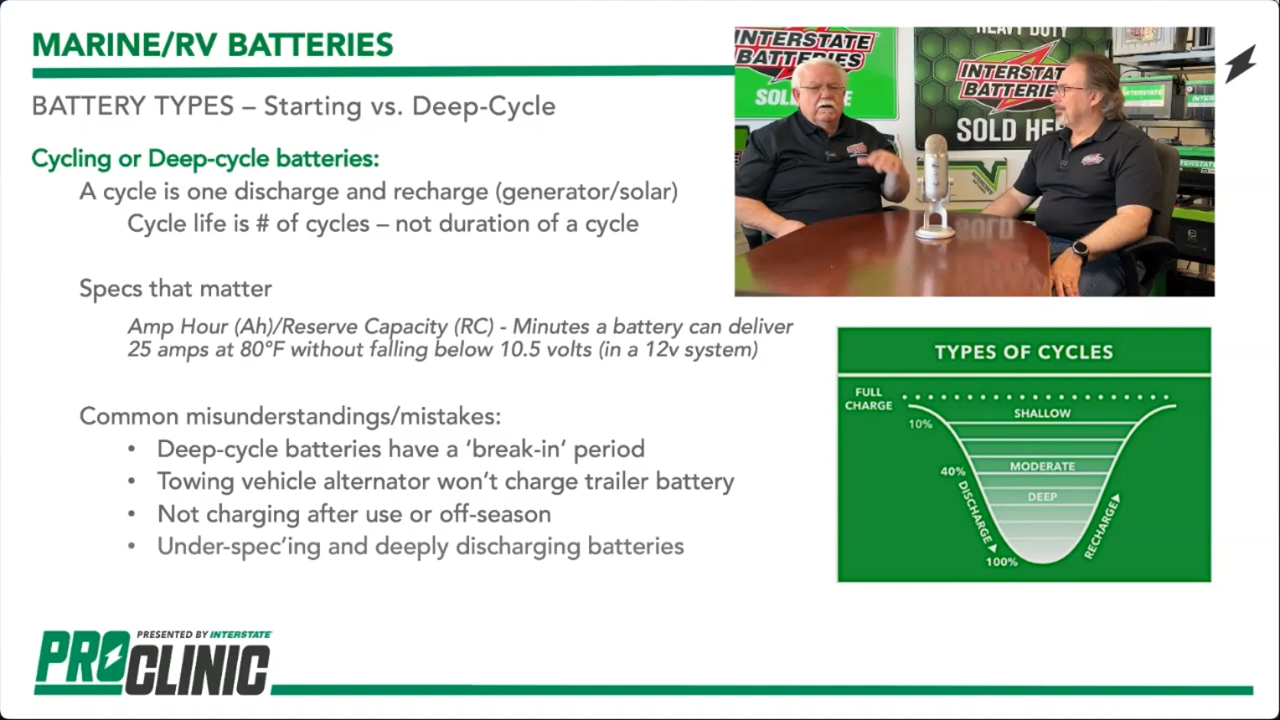 MARINE/RV BATTERIES
BATTERY TYPES – Starting vs. Deep-Cycle
Cycling or Deep-cycle batteries:
A cycle is one discharge and recharge (generator/solar)
Cycle life is # of cycles – not duration of a cycle
Specs that matter
Amp Hour (Ah)/Reserve Capacity (RC) - Minutes a battery can deliver
25 amps at 80°F without falling below 10.5 volts (in a 12v system)
Common misunderstandings/mistakes:
• Deep-cycle batteries have a ‘break-in’ period
• Towing vehicle alternator won’t charge trailer battery
• Not charging after use or off-season
• Under-spec’ing and deeply discharging batteries
INTERSTATE
BATTERIES
SOLD
HEAVY DUTY
INTERSTAT
BATTERIE
SOLD HE
TYPES OF CYCLES
FULL
CHARGE
SHALLOW
10%
MODERATE
40%
DEEP
DISCHARGE
RECHARGE
100%
PRESENTED BY INTERSTATE
PRO CLINIC